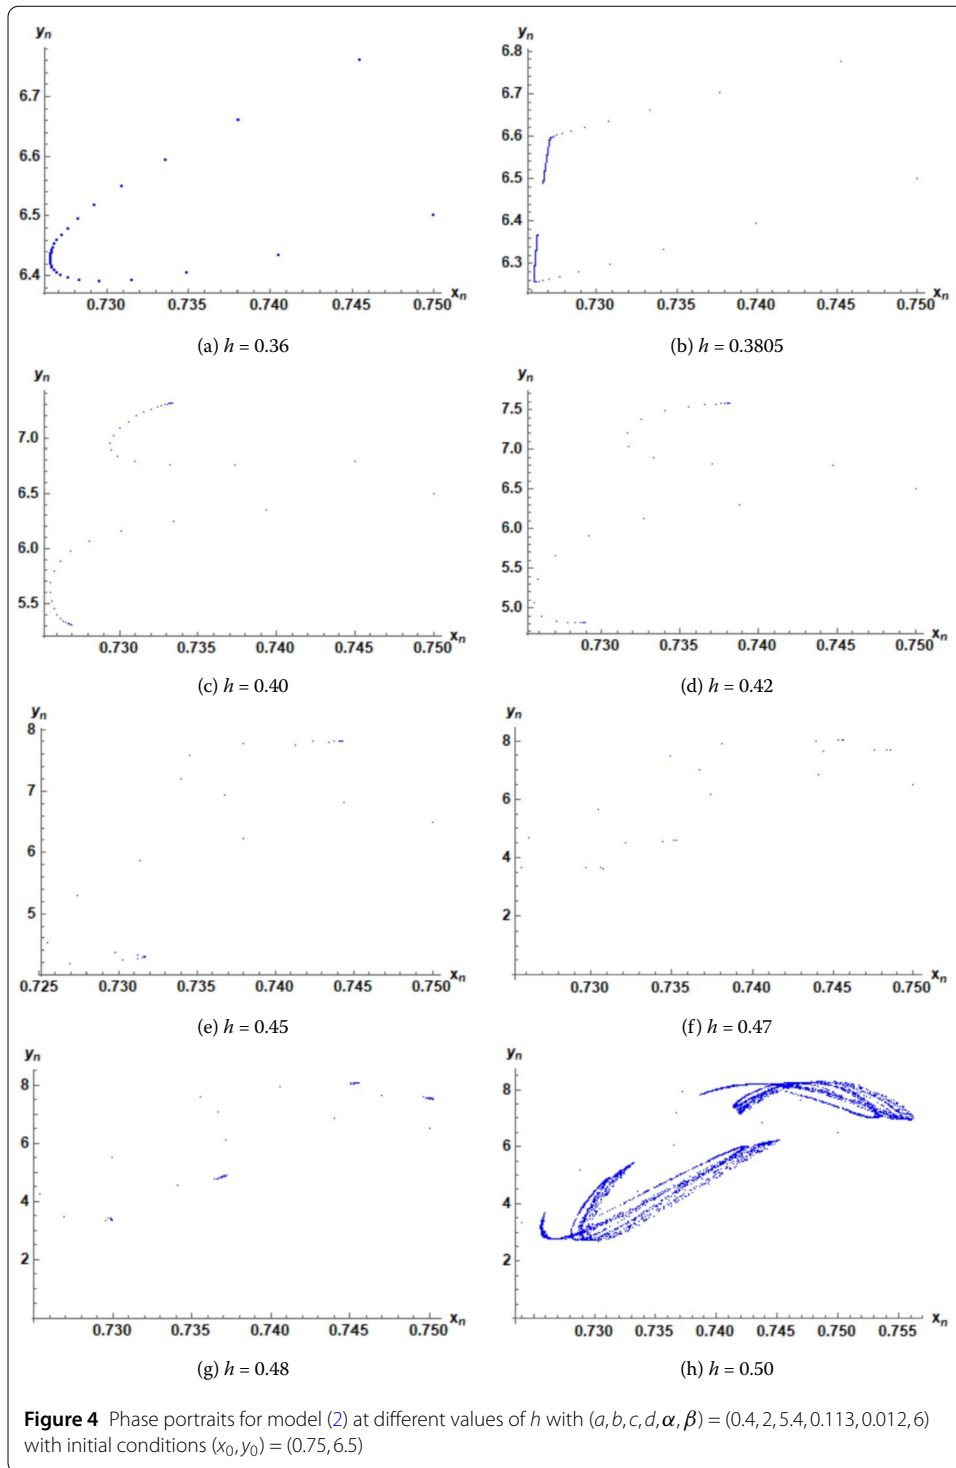 yₙ
6.7
6.6
6.5
6.4
0.730 0.735 0.740 0.745 0.750 xₙ
(a) h = 0.36
yₙ
6.8
6.7
6.6
6.5
6.4
6.3
0.730 0.735 0.740 0.745 0.750 xₙ
(b) h = 0.3805
yₙ
7.0
6.5
6.0
5.5
0.730 0.735 0.740 0.745 0.750 xₙ
(c) h = 0.40
yₙ
7.5
7.0
6.5
6.0
5.5
5.0
0.730 0.735 0.740 0.745 0.750 xₙ
(d) h = 0.42
yₙ
8
7
6
5
0.725 0.730 0.735 0.740 0.745 0.750 xₙ
(e) h = 0.45
yₙ
8
6
4
2
0.730 0.735 0.740 0.745 0.750 xₙ
(f) h = 0.47
yₙ
8
6
4
2
0.730 0.735 0.740 0.745 0.750 xₙ
(g) h = 0.48
yₙ
8
6
4
2
0.730 0.735 0.740 0.745 0.750 0.755 xₙ
(h) h = 0.50
Figure 4 Phase portraits for model (2) at different values of h with (a, b, c, d, α, β) = (0.4, 2, 5.4, 0.113, 0.012, 6)
with initial conditions (x₀, y₀) = (0.75, 6.5)